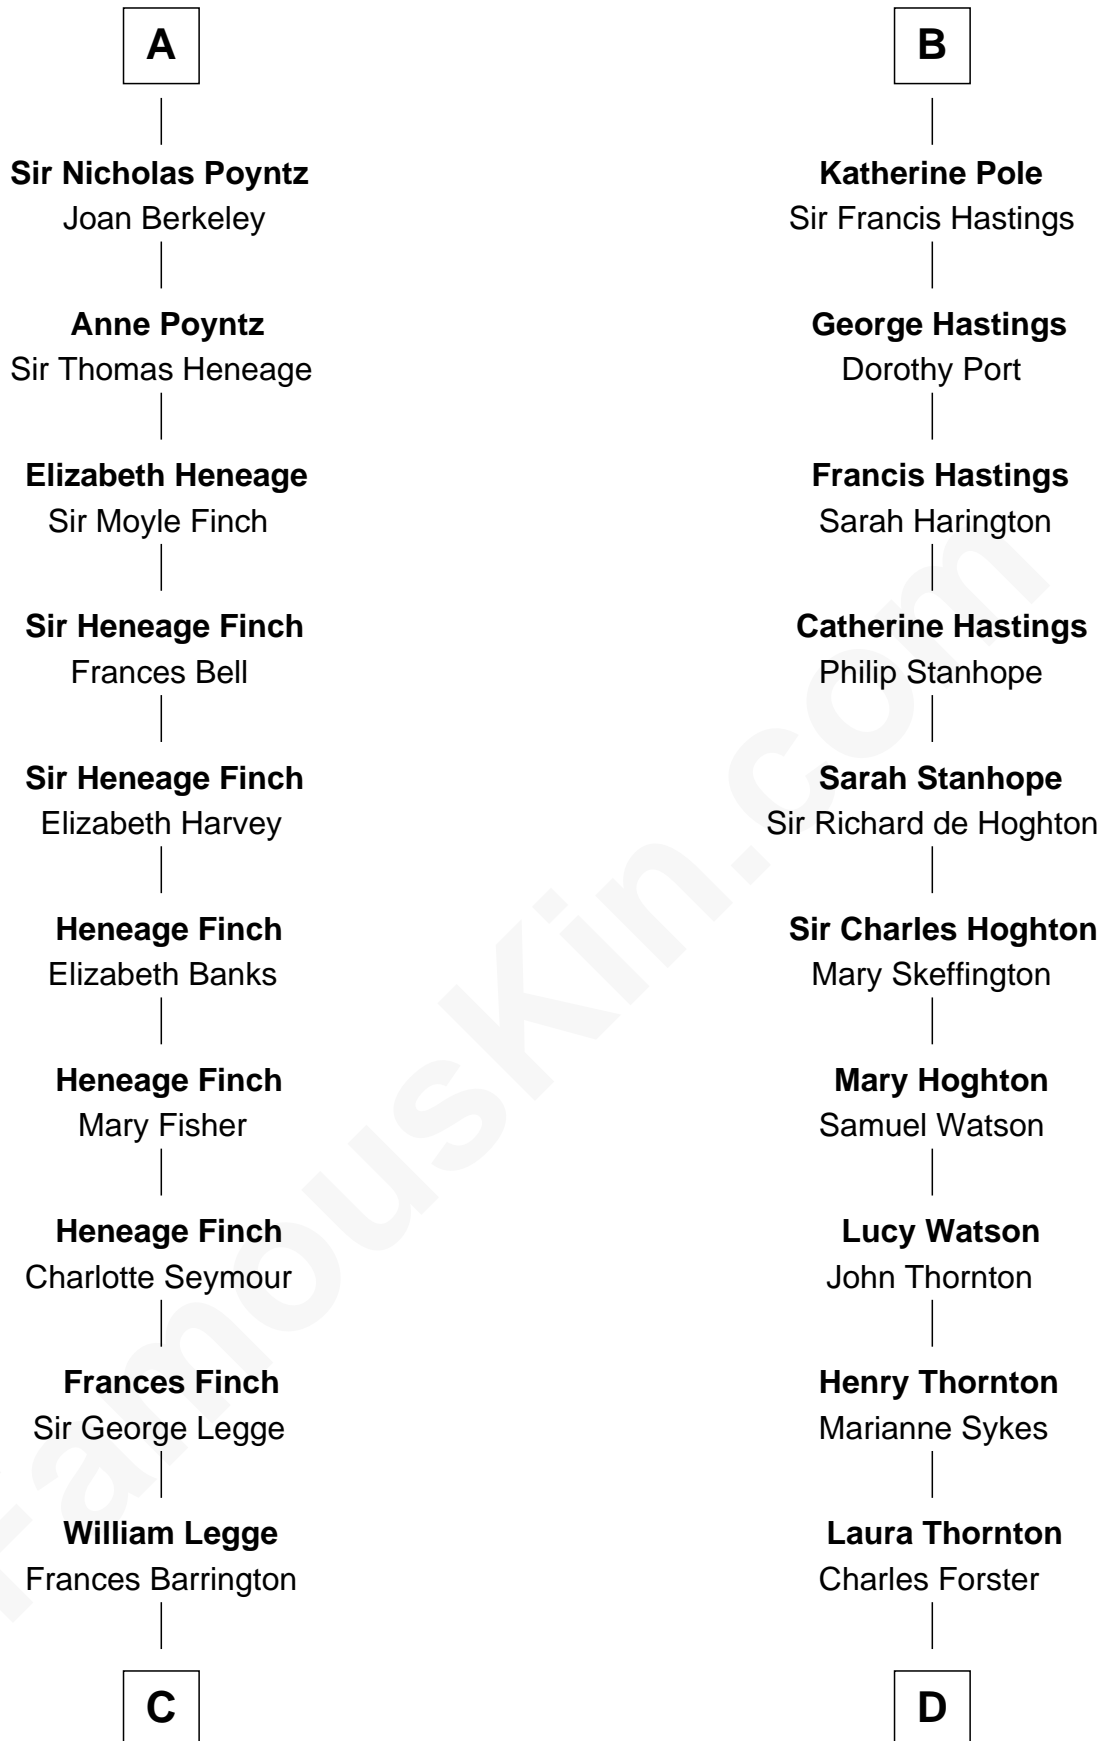 A
Sir Nicholas Poyntz
Joan Berkeley
Anne Poyntz
Sir Thomas Heneage
Elizabeth Heneage
Sir Moyle Finch
Sir Heneage Finch
Frances Bell
Sir Heneage Finch
Elizabeth Harvey
Heneage Finch
Elizabeth Banks
Heneage Finch
Mary Fisher
Heneage Finch
Charlotte Seymour
Frances Finch
Sir George Legge
William Legge
Frances Barrington
C
B
Katherine Pole
Sir Francis Hastings
George Hastings
Dorothy Port
Francis Hastings
Sarah Harington
Catherine Hastings
Philip Stanhope
Sarah Stanhope
Sir Richard de Hoghton
Sir Charles Hoghton
Mary Skeffington
Mary Hoghton
Samuel Watson
Lucy Watson
John Thornton
Henry Thornton
Marianne Sykes
Laura Thornton
Charles Forster
D
FamousKin.com